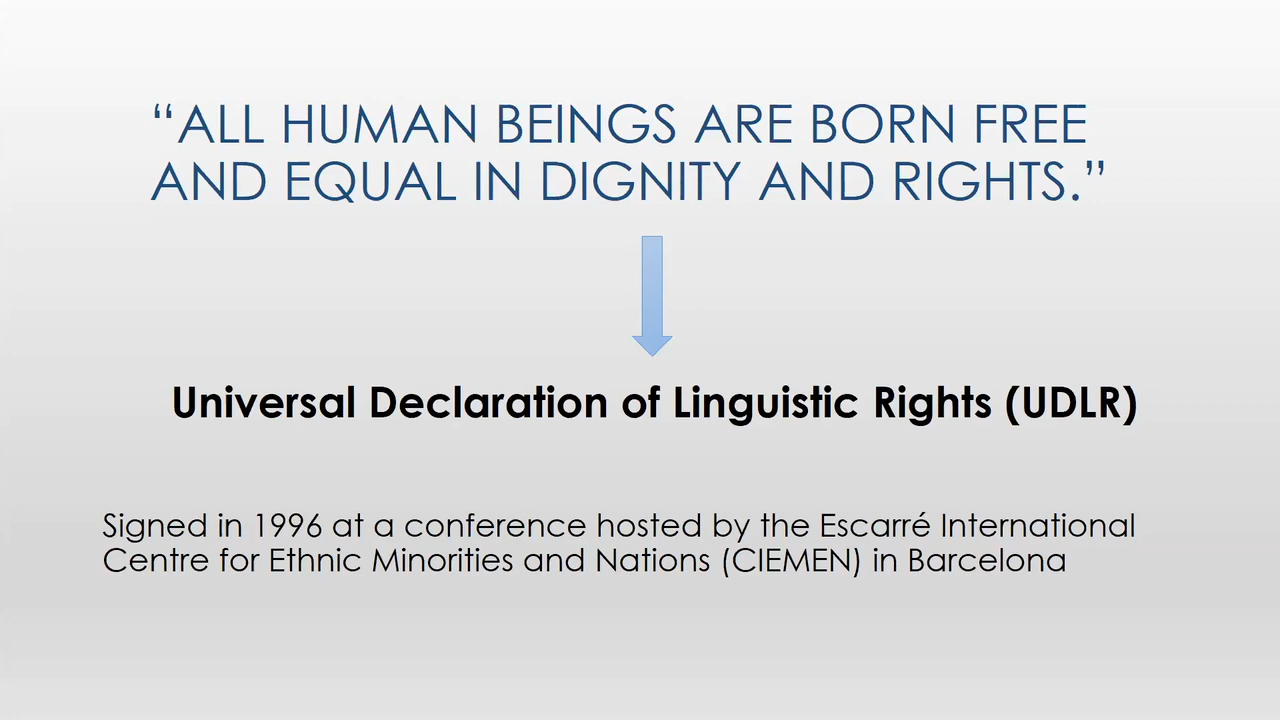 “ALL HUMAN BEINGS ARE BORN FREE
AND EQUAL IN DIGNITY AND RIGHTS.”
Universal Declaration of Linguistic Rights (UDLR)
Signed in 1996 at a conference hosted by the Escarré International
Centre for Ethnic Minorities and Nations (CIEMEN) in Barcelona